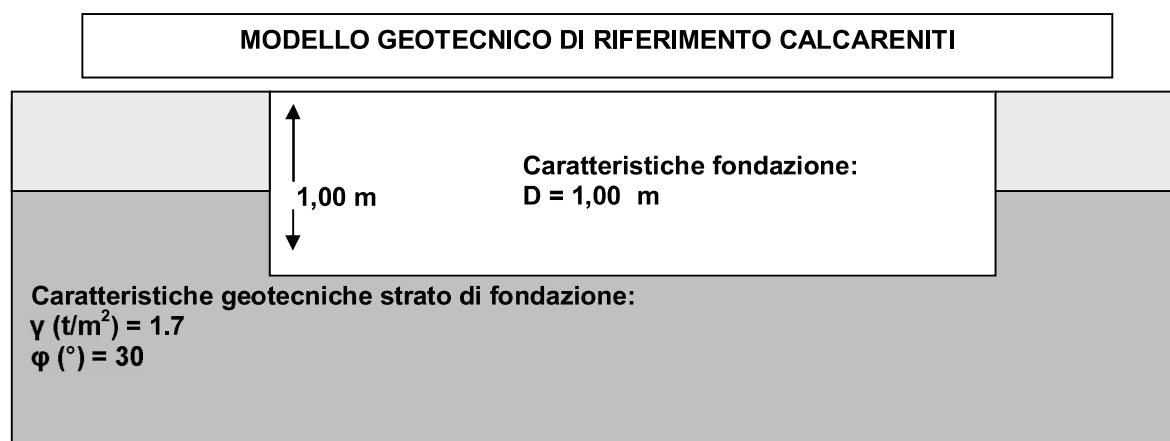 MODELLO GEOTECNICO DI RIFERIMENTO CALCARENITI
Caratteristiche fondazione:
D = 1,00 m
1,00 m
Caratteristiche geotecniche strato di fondazione:
γ (t/m²) = 1.7
φ (°) = 30